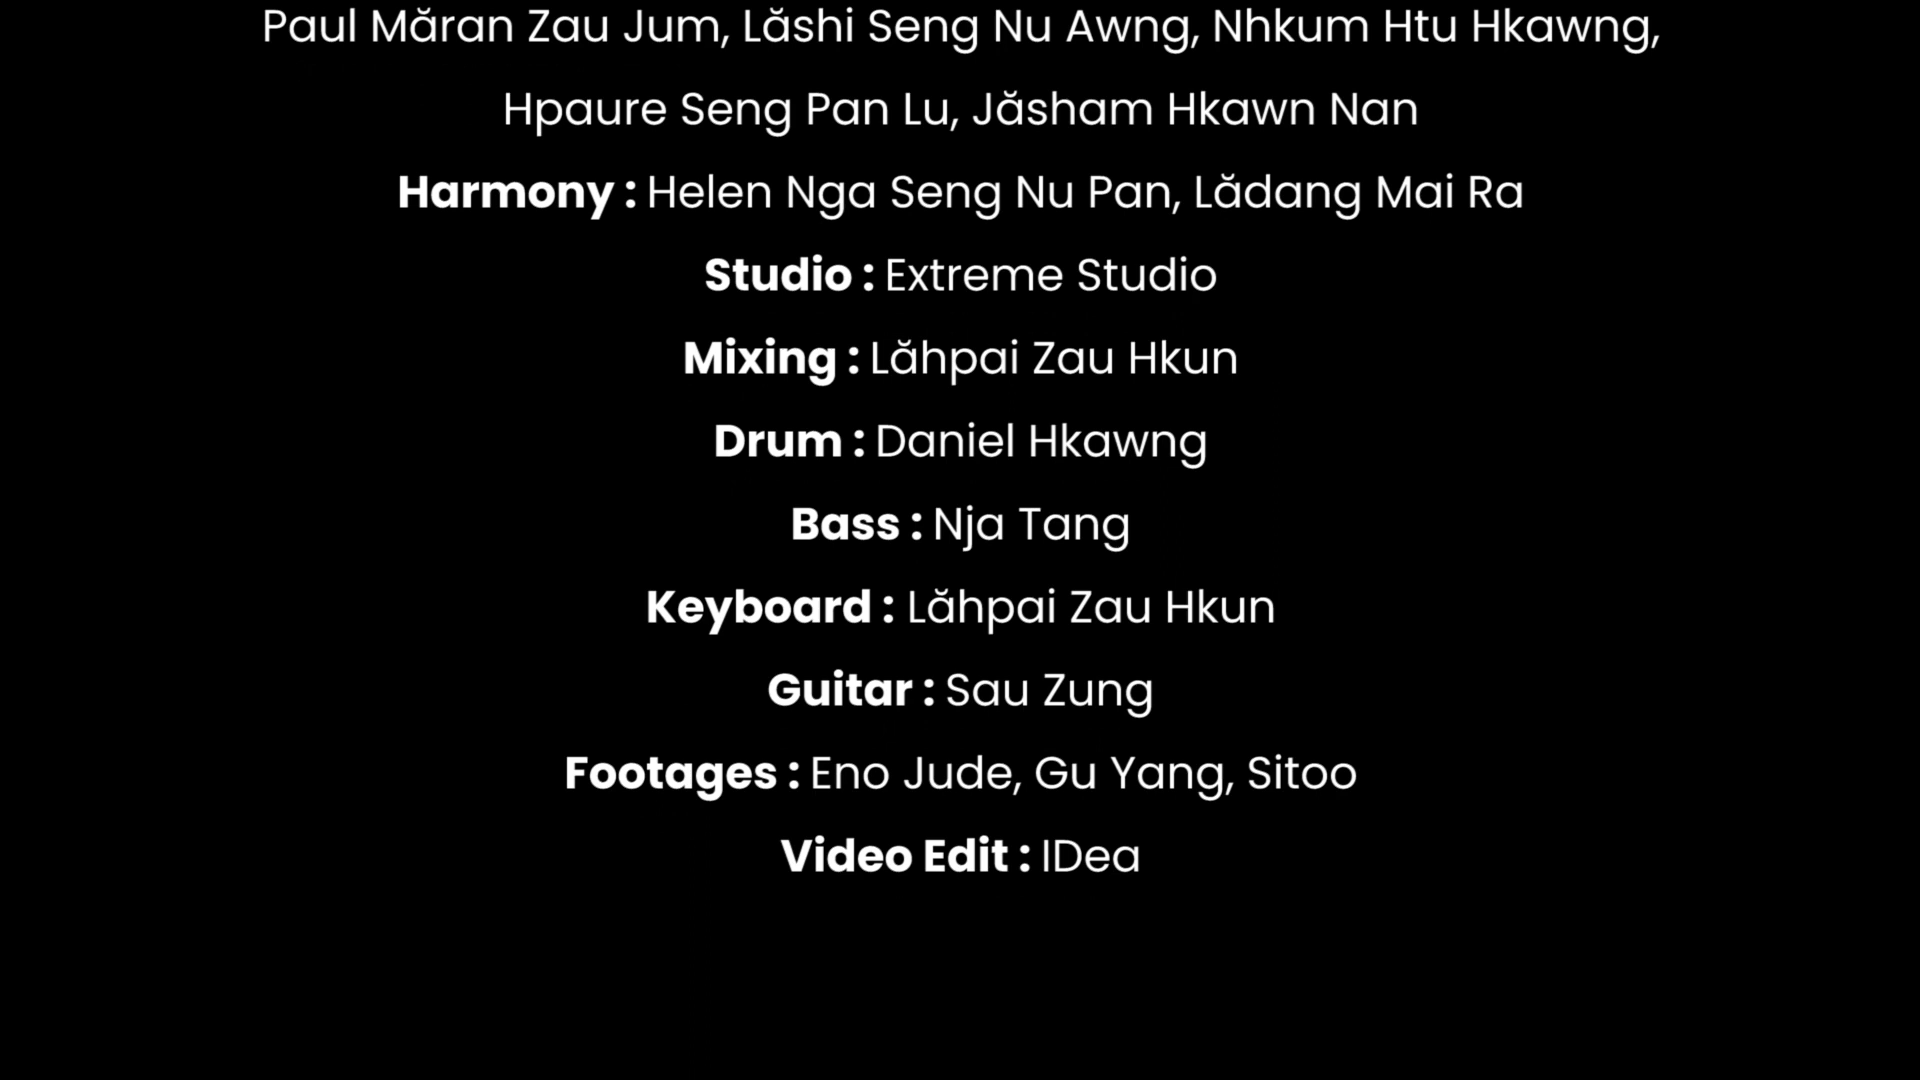 Paul Măran Zau Jum, Lăshi Seng Nu Awng, Nhkum Htu Hkawng,
Hpaure Seng Pan Lu, Jăsham Hkawn Nan
Harmony : Helen Nga Seng Nu Pan, Lădang Mai Ra
Studio : Extreme Studio
Mixing : Lăhpai Zau Hkun
Drum : Daniel Hkawng
Bass : Nja Tang
Keyboard : Lăhpai Zau Hkun
Guitar : Sau Zung
Footages : Eno Jude, Gu Yang, Sitoo
Video Edit : IDea